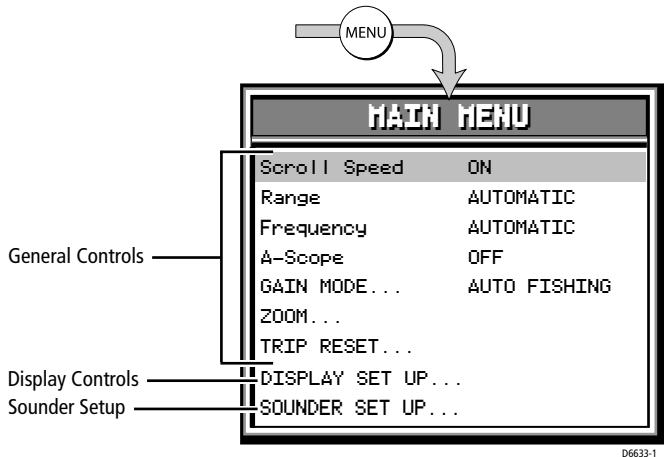 MENU
MAIN MENU
Scroll Speed ON
Range AUTOMATIC
Frequency AUTOMATIC
A-Scope OFF
GAIN MODE... AUTO FISHING
ZOOM...
TRIP RESET...
DISPLAY SET UP...
SOUNDER SET UP...
General Controls
Display Controls
Sounder Setup
D6633-1